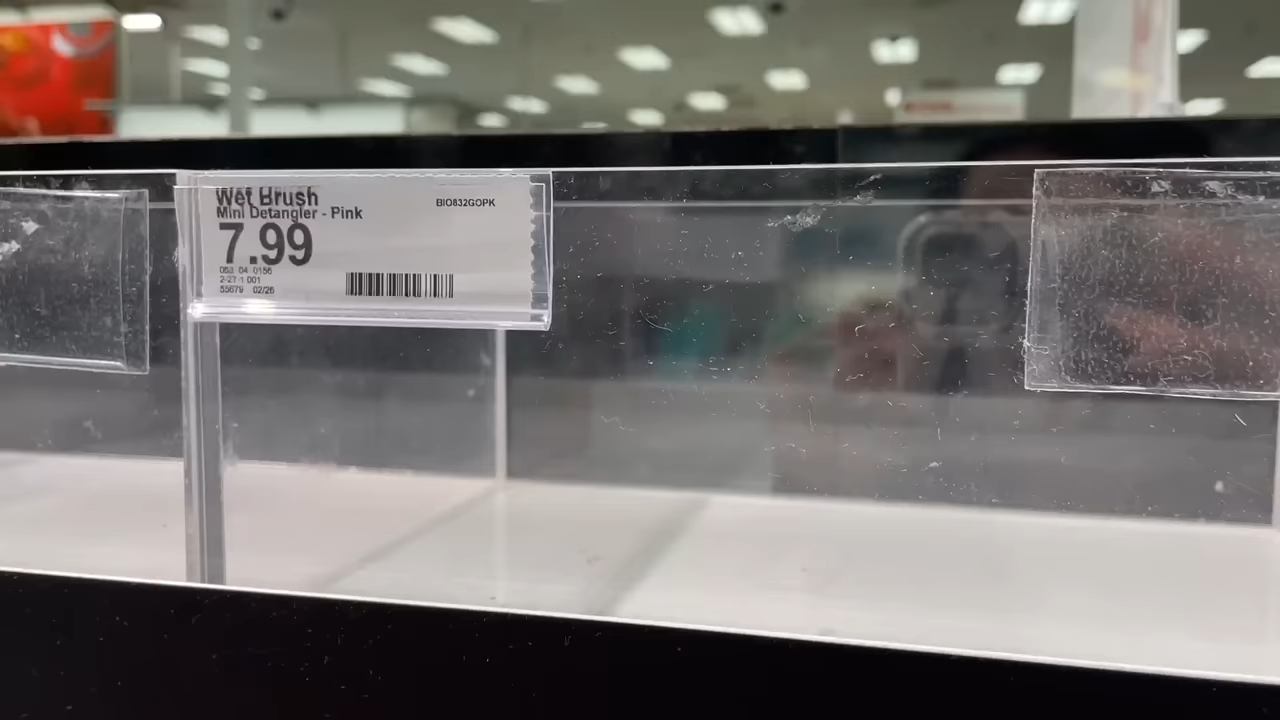 Wet Brush
Mini Detangler - Pink
BIO832GOPK
7.99
053 04 0156
2-27 1 001
55679 02/26